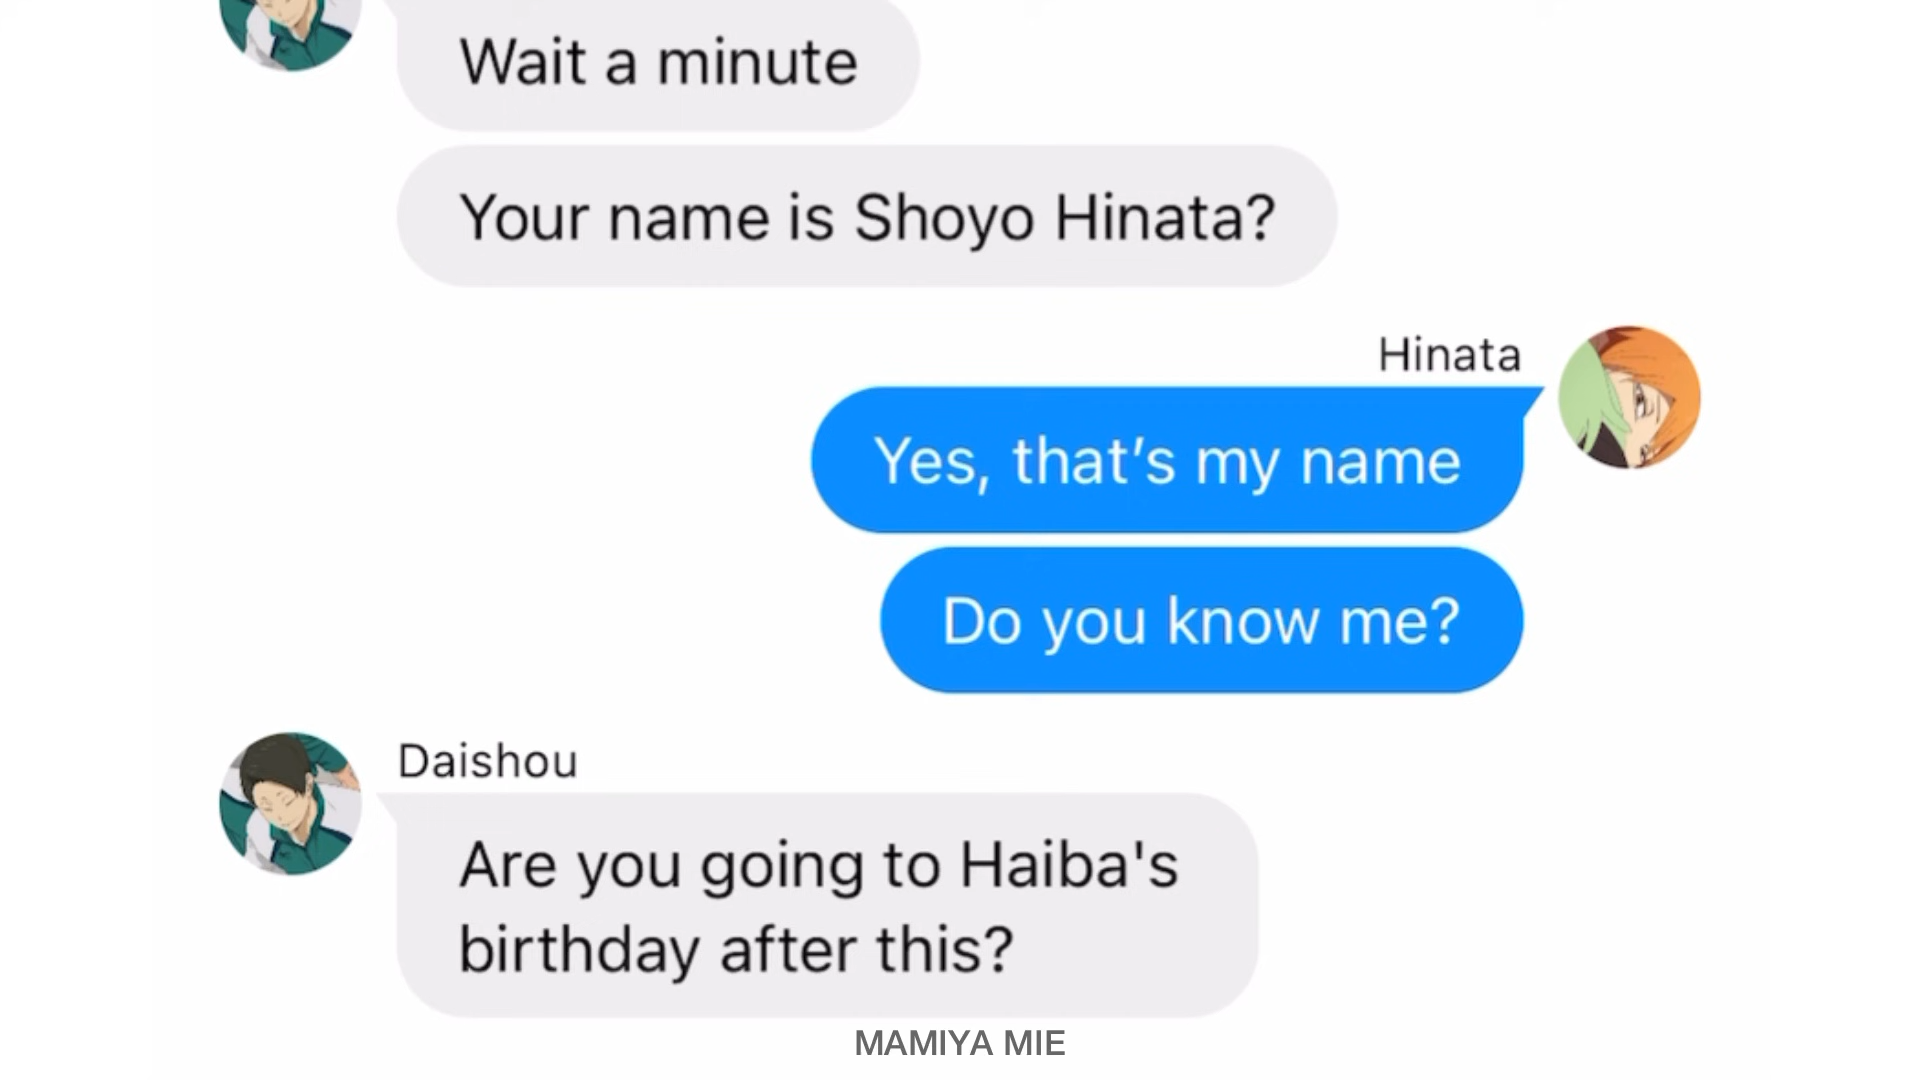 Wait a minute
Your name is Shoyo Hinata?
Hinata
Yes, that’s my name
Do you know me?
Daishou
Are you going to Haiba's
birthday after this?
MAMIYA MIE